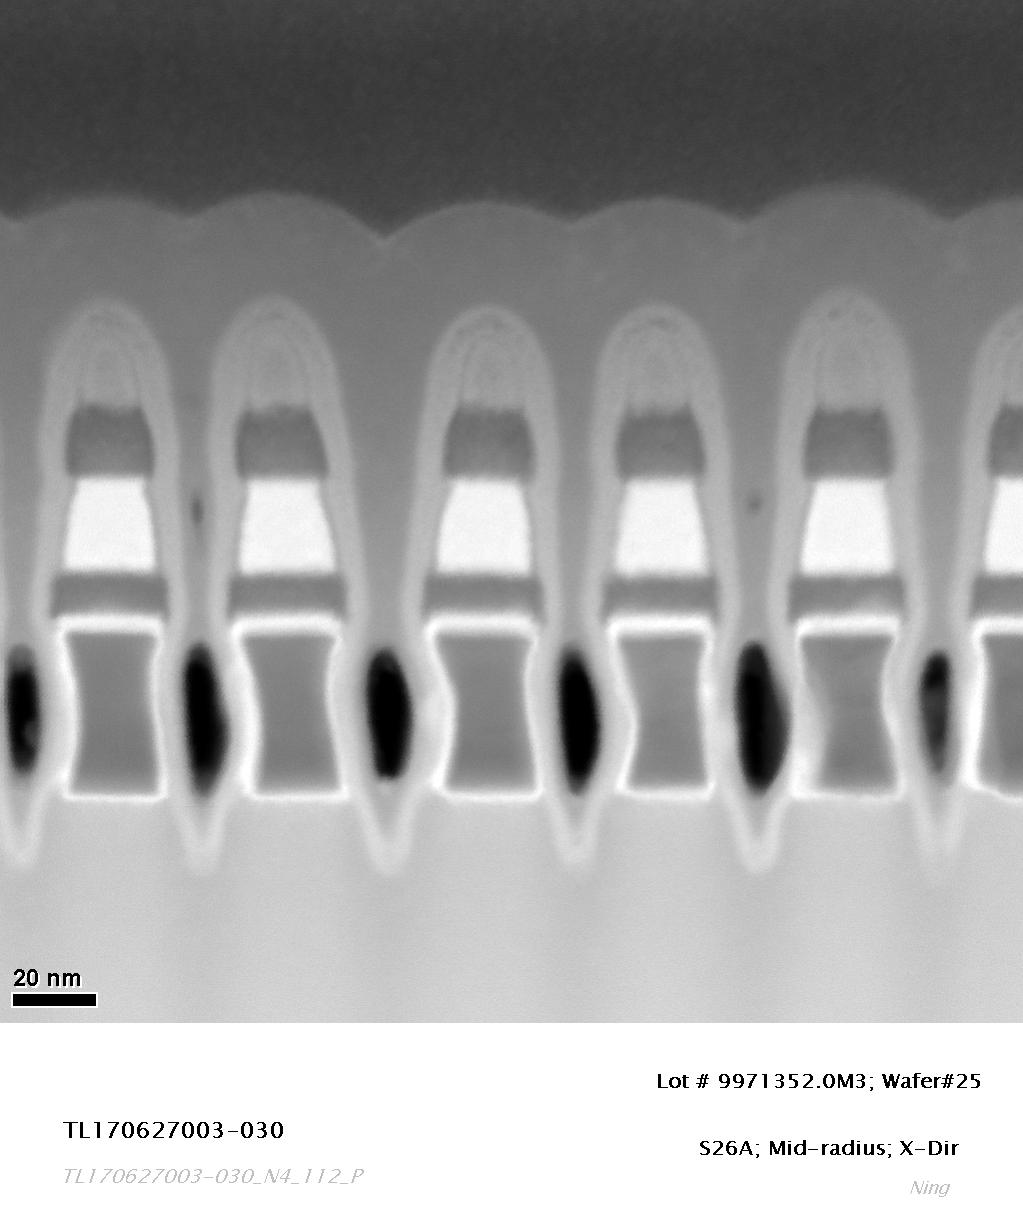 20 nm
Lot # 9971352.0M3; Wafer#25
TL170627003-030
S26A; Mid-radius; X-Dir
TL170627003-030_N4_112_P
Ning